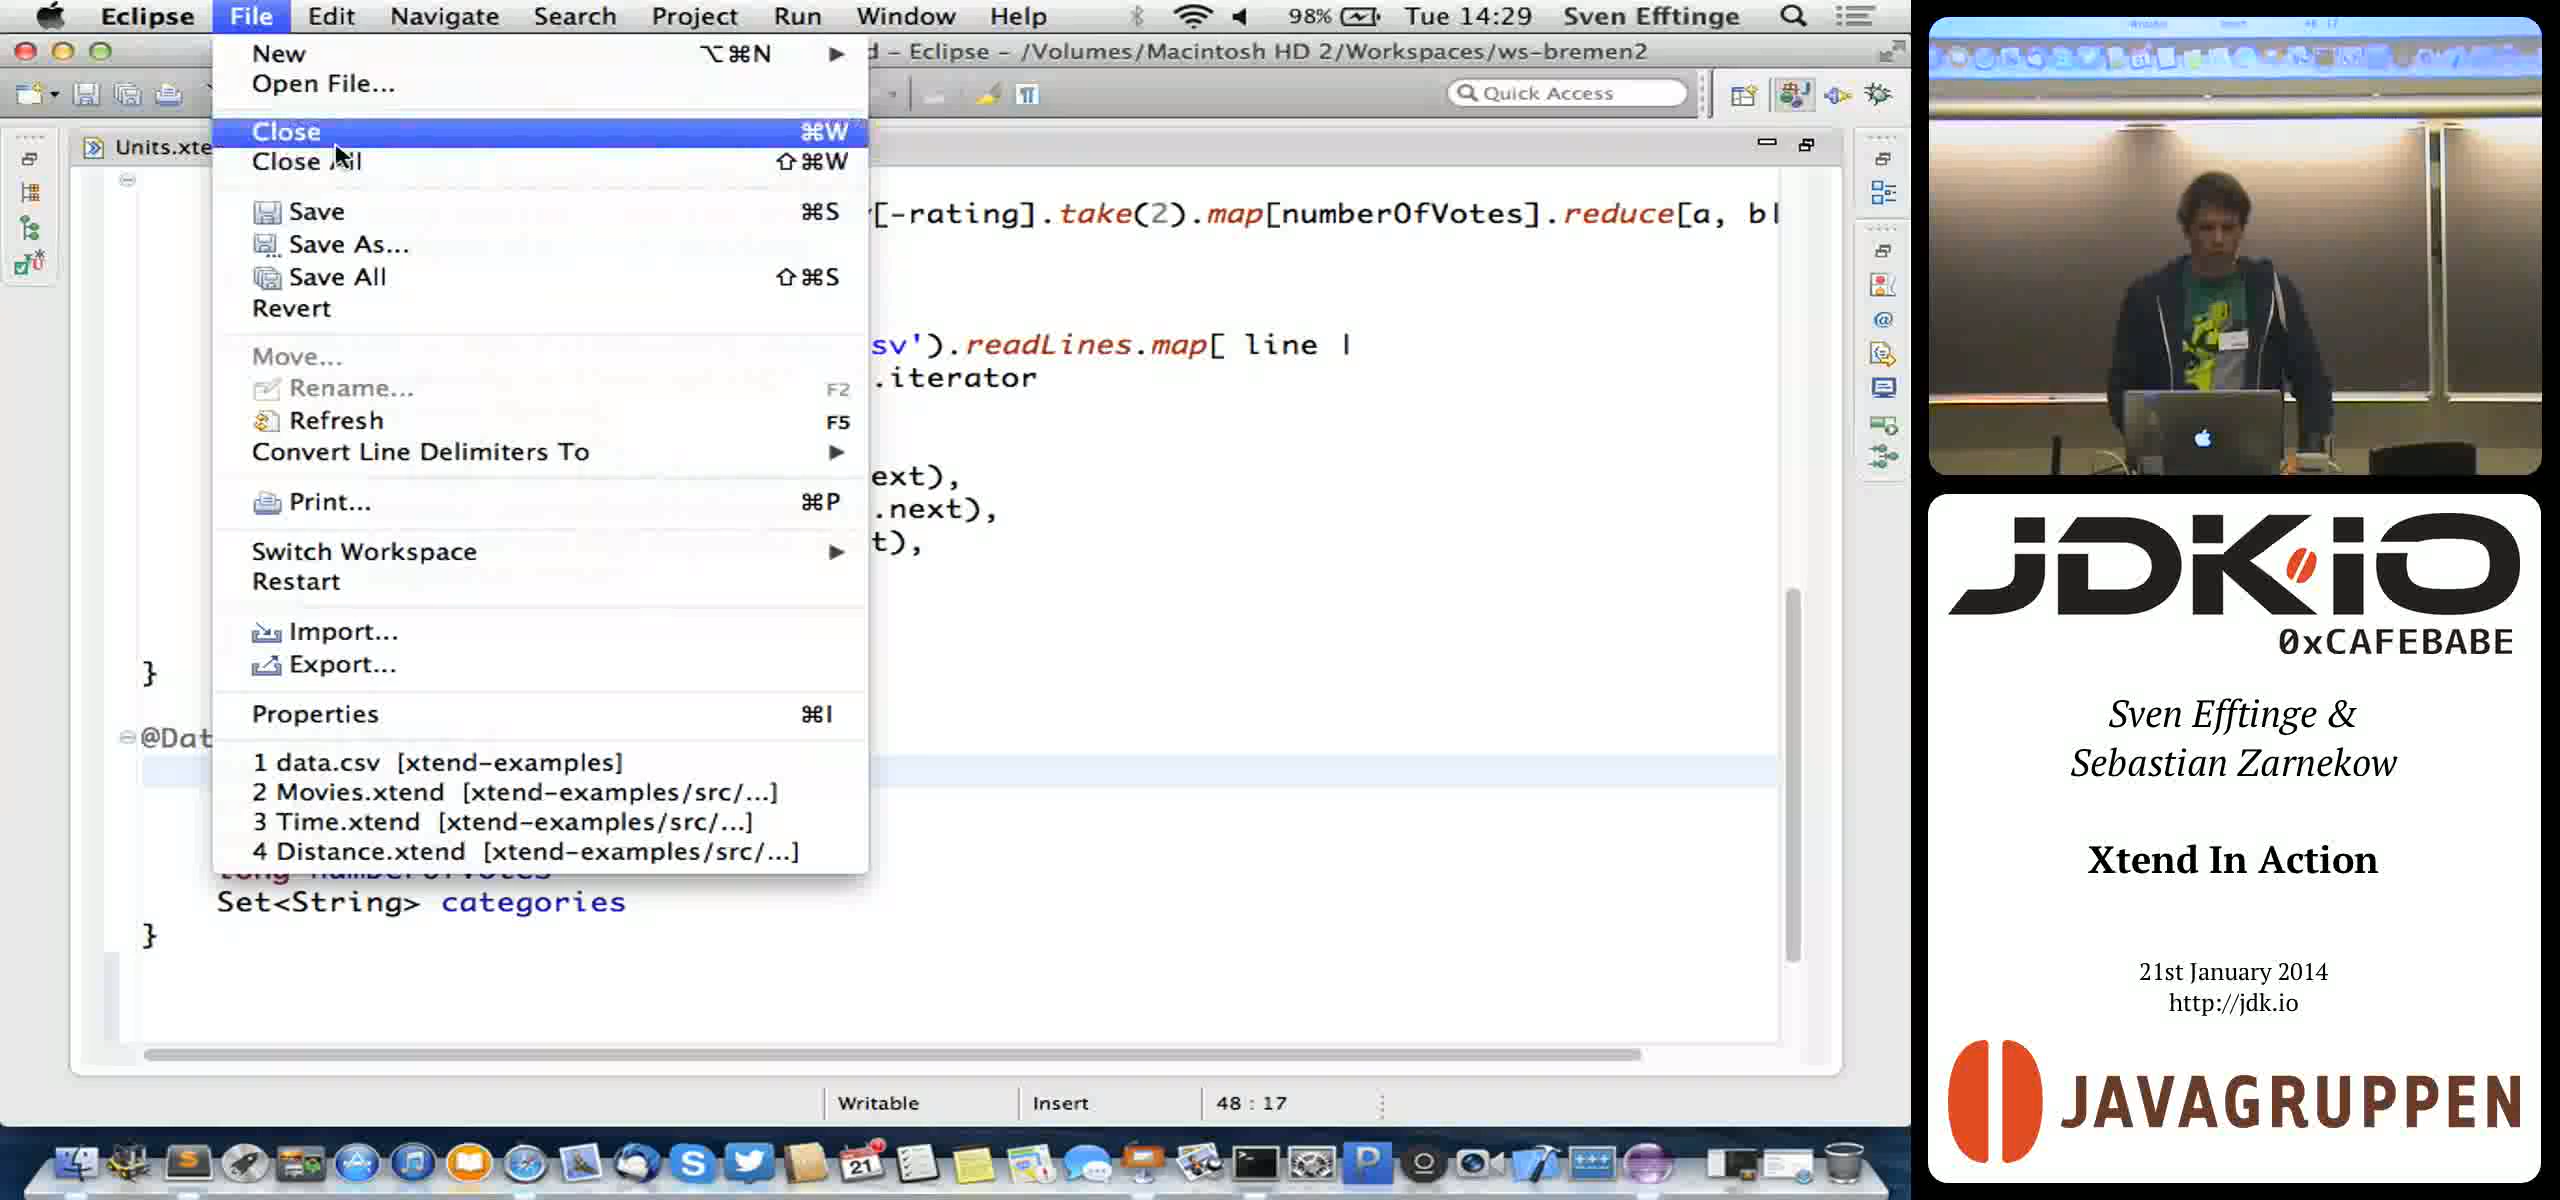 Eclipse File Edit Navigate Search Project Run Window Help 98% Tue 14:29 Sven Efftinge
d - Eclipse - /Volumes/Macintosh HD 2/Workspaces/ws-bremen2
Quick Access
Units.xte
New ⌥⌘N
Open File...
Close ⌘W
Close All ⇧⌘W
Save ⌘S
Save As...
Save All ⇧⌘S
Revert
Move...
Rename... F2
Refresh F5
Convert Line Delimiters To
Print... ⌘P
Switch Workspace
Restart
Import...
Export...
Properties ⌘I
1 data.csv [xtend-examples]
2 Movies.xtend [xtend-examples/src/...]
3 Time.xtend [xtend-examples/src/...]
4 Distance.xtend [xtend-examples/src/...]
[-rating].take(2).map[numberOfVotes].reduce[a, b|
sv').readLines.map[ line |
.iterator
ext),
.next),
t),
}
@Dat
long numberOfVotes
Set<String> categories
}
Writable Insert 48 : 17
21
JDK.IO
0xCAFEBABE
Sven Efftinge &
Sebastian Zarnekow
Xtend In Action
21st January 2014
http://jdk.io
JAVAGRUPPEN